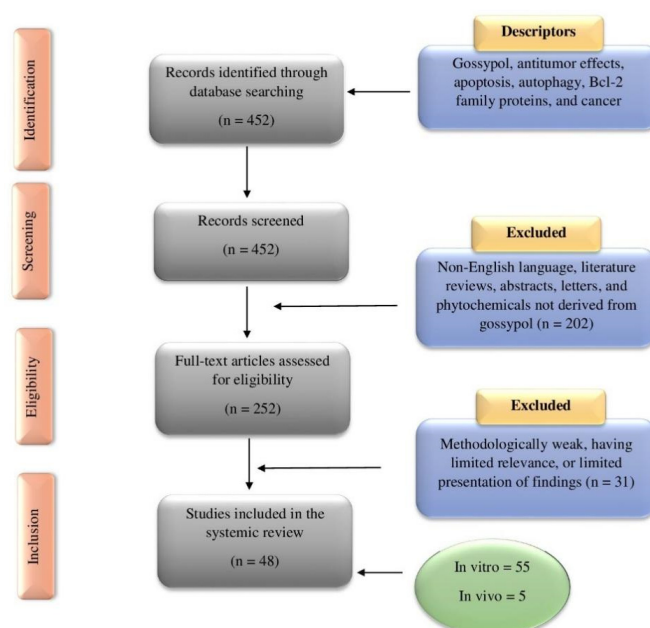 Identification
Records identified through
database searching
(n = 452)
Descriptors
Gossypol, antitumor effects,
apoptosis, autophagy, Bcl-2
family proteins, and cancer
Screening
Records screened
(n = 452)
Excluded
Non-English language, literature
reviews, abstracts, letters, and
phytochemicals not derived from
gossypol (n = 202)
Eligibility
Full-text articles assessed
for eligibility
(n = 252)
Excluded
Methodologically weak, having
limited relevance, or limited
presentation of findings (n = 31)
Inclusion
Studies included in the
systemic review
(n = 48)
In vitro = 55
In vivo = 5